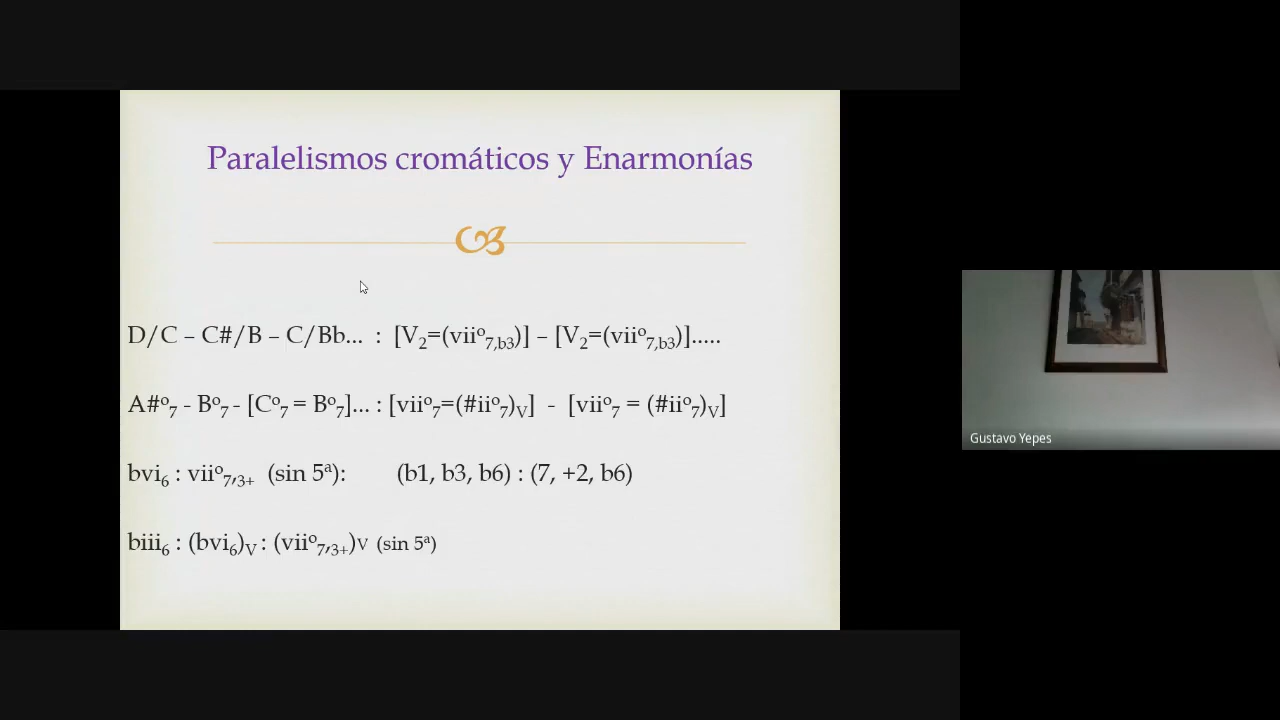 Paralelismos cromáticos y Enarmonías
D/C – C#/B – C/Bb... : [V₂=(viiº₇,b₃)] – [V₂=(viiº₇,b₃)].....
A#º₇ - Bº₇ - [Cº₇ = Bº₇]... : [viiº₇=(#iiº₇)V] - [viiº₇ = (#iiº₇)V]
bvi₆ : viiº₇,₃₊ (sin 5ª): (b1, b3, b6) : (7, +2, b6)
biii₆ : (bvi₆)V : (viiº₇,₃₊)V (sin 5ª)
Gustavo Yepes